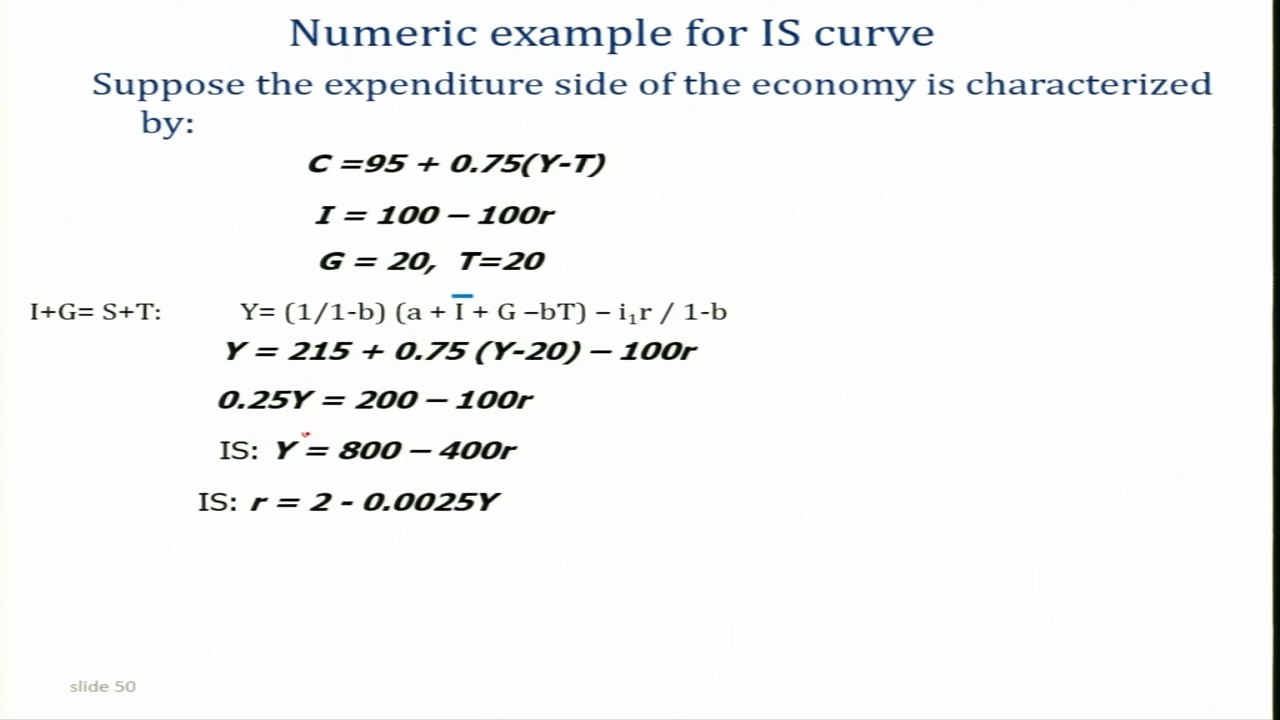 Numeric example for IS curve
Suppose the expenditure side of the economy is characterized
by:
C =95 + 0.75(Y-T)
I = 100 – 100r
G = 20, T=20
I+G= S+T: Y= (1/1-b) (a + I̅ + G –bT) – i₁r / 1-b
Y = 215 + 0.75 (Y-20) – 100r
0.25Y = 200 – 100r
IS: Y = 800 – 400r
IS: r = 2 - 0.0025Y
slide 50